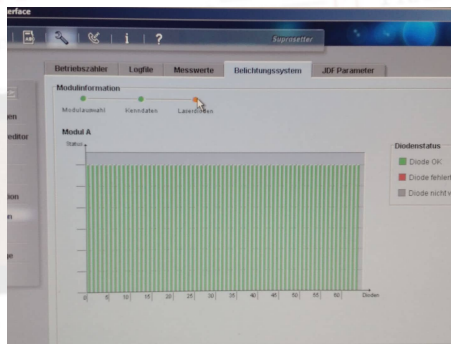 erface
i ?
Suprasetter
Betriebszähler Logfile Messwerte Belichtungssystem JDF Parameter
Modulinformation
Modulauswahl Kenndaten Laserdioden
Modul A
Status
Diodenstatus
Diode OK
Diode fehlerh
Diode nicht v
0 5 10 15 20 25 30 35 40 45 50 55 60 Dioden
en
editor
ion
n
ge